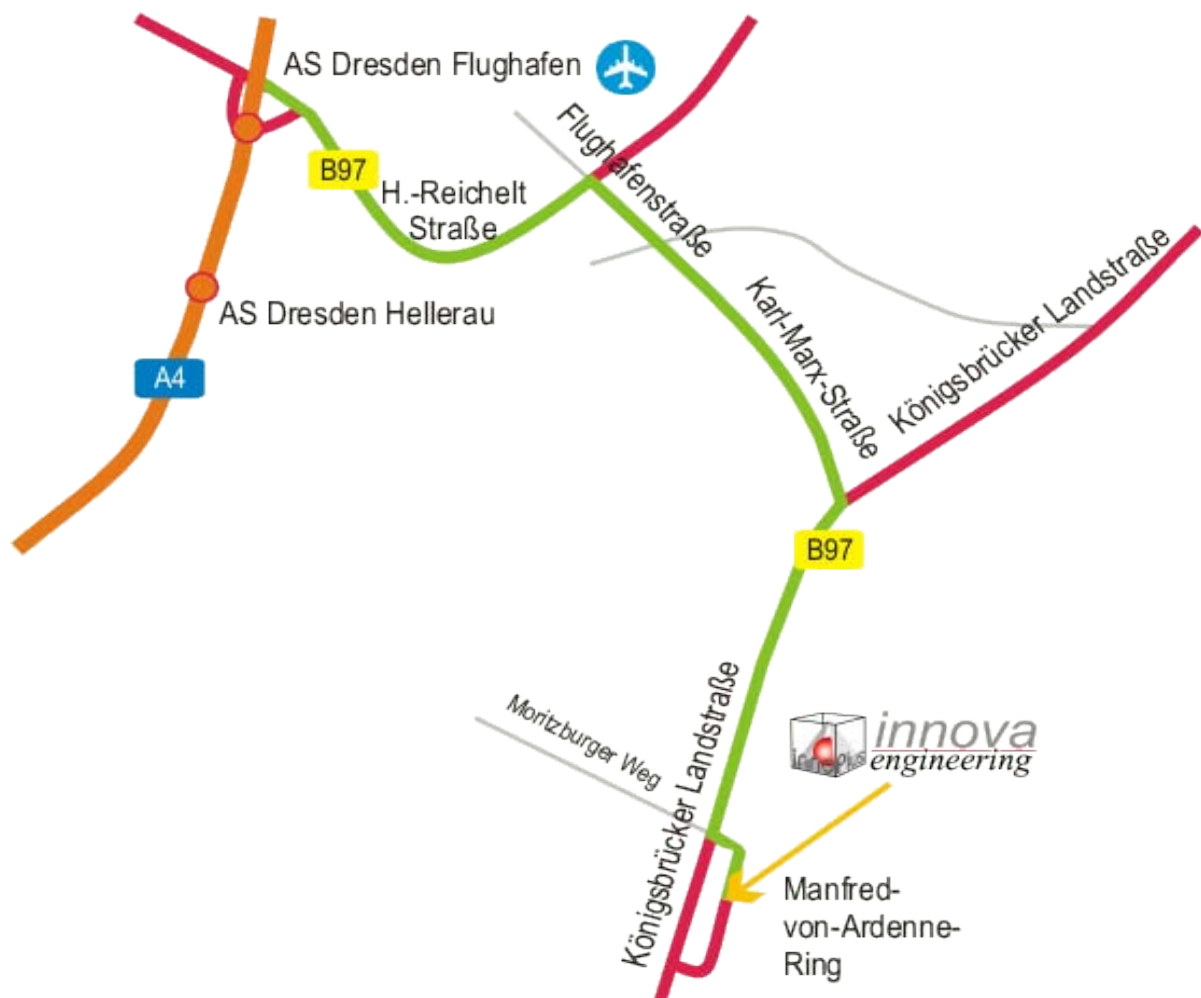 AS Dresden Flughafen
B97
H.-Reichelt
Straße
Flughafenstraße
AS Dresden Hellerau
A4
Karl-Marx-Straße
Königsbrücker Landstraße
B97
Moritzburger Weg
Königsbrücker Landstraße
innova
engineering
Manfred-
von-Ardenne-
Ring